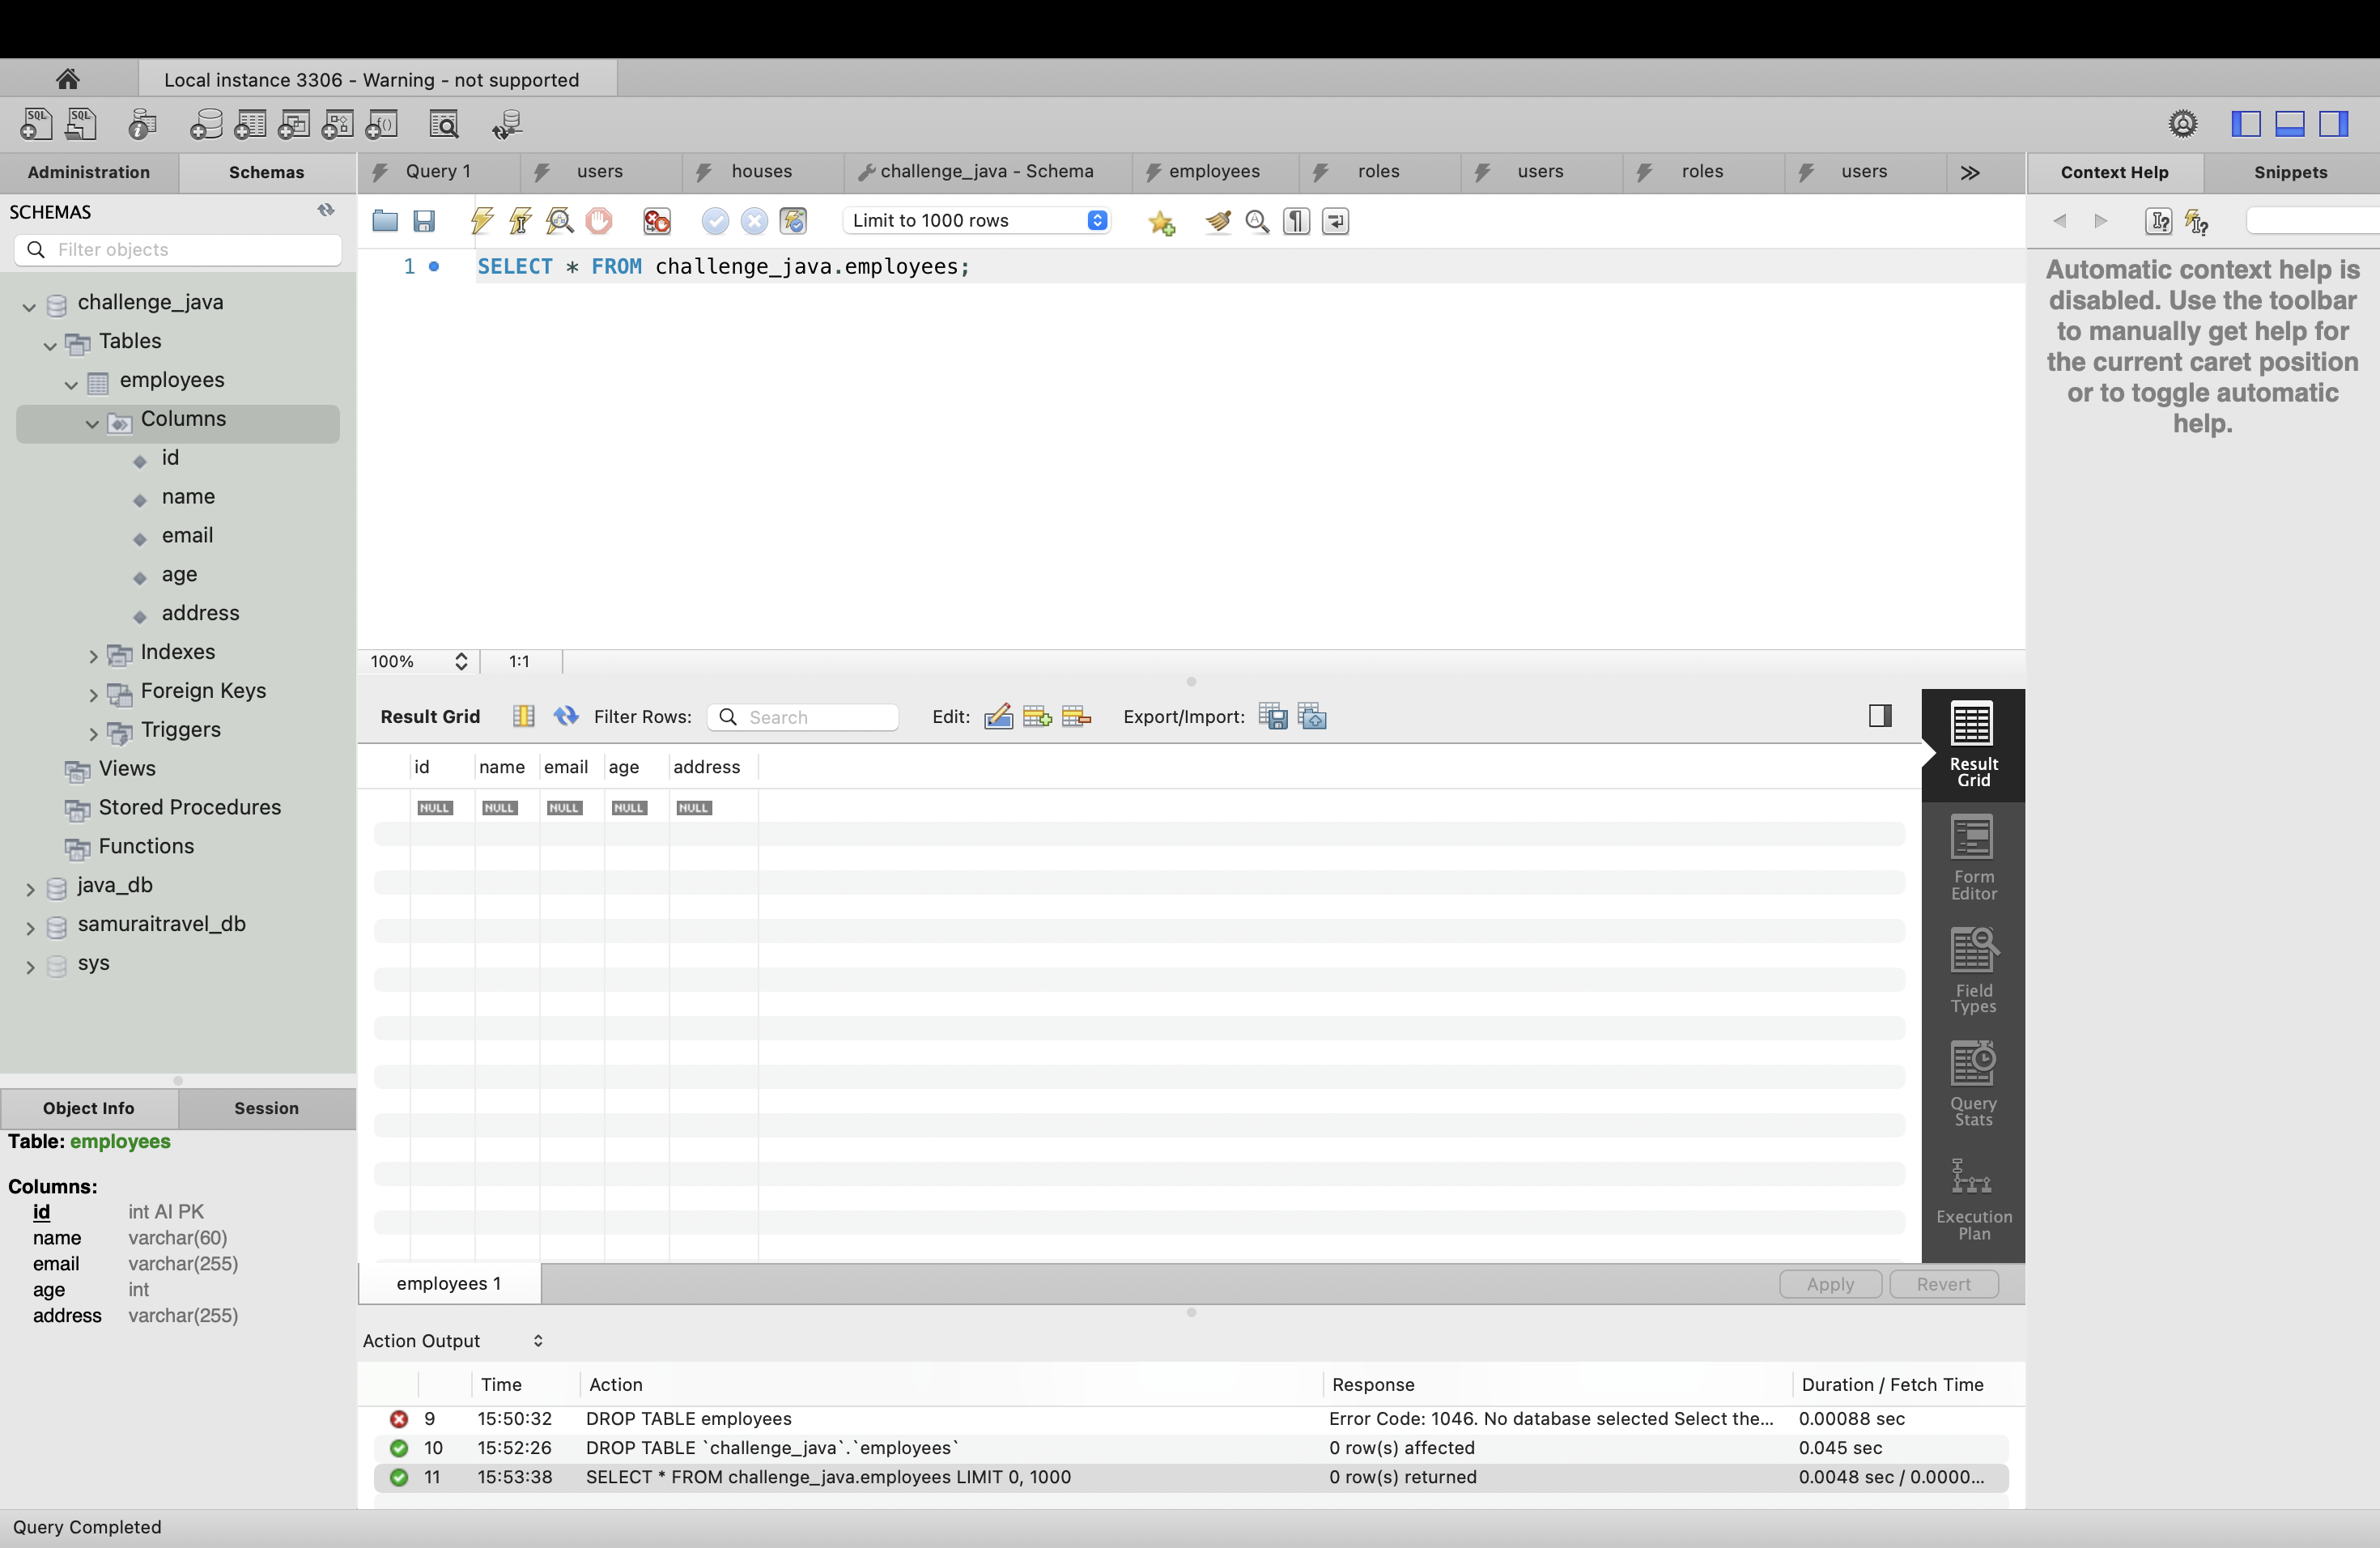 Local instance 3306 - Warning - not supported
Administration
Schemas
Query 1
users
houses
challenge_java - Schema
employees
roles
users
roles
users
Context Help
Snippets
SCHEMAS
Filter objects
Limit to 1000 rows
1
SELECT * FROM challenge_java.employees;
Automatic context help is
disabled. Use the toolbar
to manually get help for
the current caret position
or to toggle automatic
help.
challenge_java
Tables
employees
Columns
id
name
email
age
address
Indexes
Foreign Keys
Triggers
Views
Stored Procedures
Functions
java_db
samuraitravel_db
sys
100%
1:1
Result Grid
Filter Rows:
Search
Edit:
Export/Import:
id
name
email
age
address
NULL
NULL
NULL
NULL
NULL
Result
Grid
Form
Editor
Field
Types
Query
Stats
Execution
Plan
Object Info
Session
Table: employees
Columns:
id int AI PK
name varchar(60)
email varchar(255)
age int
address varchar(255)
employees 1
Apply
Revert
Action Output
Time
Action
Response
Duration / Fetch Time
9 15:50:32 DROP TABLE employees Error Code: 1046. No database selected Select the... 0.00088 sec
10 15:52:26 DROP TABLE `challenge_java`.`employees` 0 row(s) affected 0.045 sec
11 15:53:38 SELECT * FROM challenge_java.employees LIMIT 0, 1000 0 row(s) returned 0.0048 sec / 0.0000...
Query Completed